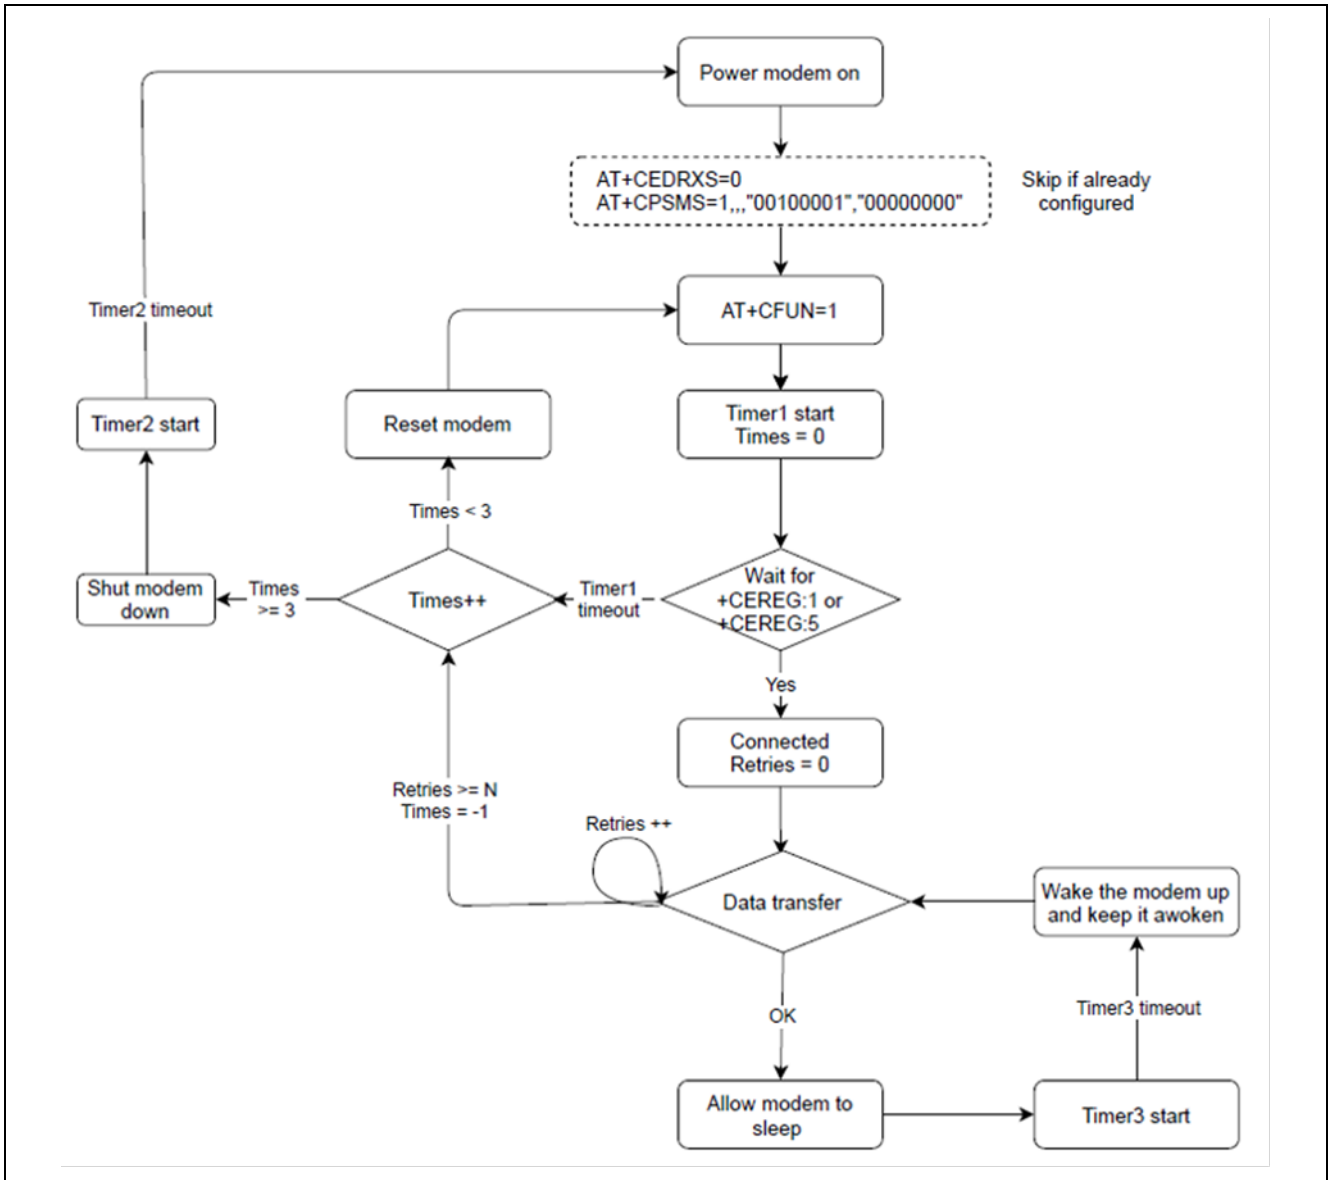 Power modem on
AT+CEDRXS=0
AT+CPSMS=1,,,"00100001","00000000"
Skip if already
configured
Timer2 timeout
AT+CFUN=1
Timer2 start
Reset modem
Timer1 start
Times = 0
Times < 3
Shut modem
down
Times
>= 3
Times++
Timer1
timeout
Wait for
+CEREG:1 or
+CEREG:5
Yes
Connected
Retries = 0
Retries >= N
Times = -1
Retries ++
Data transfer
Wake the modem up
and keep it awoken
OK
Timer3 timeout
Allow modem to
sleep
Timer3 start